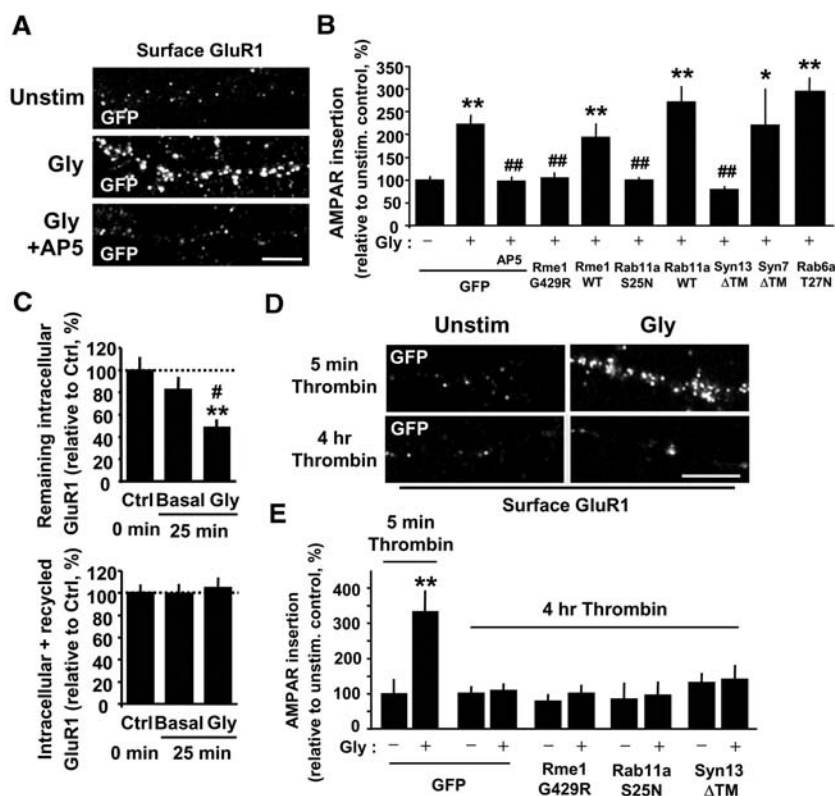 A
Surface GluR1
Unstim
GFP
Gly
GFP
Gly
+AP5
GFP
B
AMPAR insertion
(relative to unstim. control, %)
350
300
250
200
150
100
50
0
** ## ## ** ## ** ## * **
Gly : – + + + + + + + + +
AP5
GFP
Rme1 Rme1 Rab11a Rab11a Syn13 Syn7 Rab6a
G429R WT S25N WT ΔTM ΔTM T27N
C
Remaining intracellular
GluR1 (relative to Ctrl, %)
120
100
80
60
40
20
0
#
**
Ctrl Basal Gly
0 min 25 min
Intracellular + recycled
GluR1 (relative to Ctrl, %)
120
100
80
60
40
20
0
Ctrl Basal Gly
0 min 25 min
D
Unstim Gly
5 min
Thrombin
GFP
4 hr
Thrombin
GFP
Surface GluR1
E
5 min
Thrombin
4 hr Thrombin
AMPAR insertion
(relative to unstim. control, %)
400
300
200
150
100
50
0
**
Gly : – + – + – + – + – +
GFP
Rme1 Rab11a Syn13
G429R S25N ΔTM